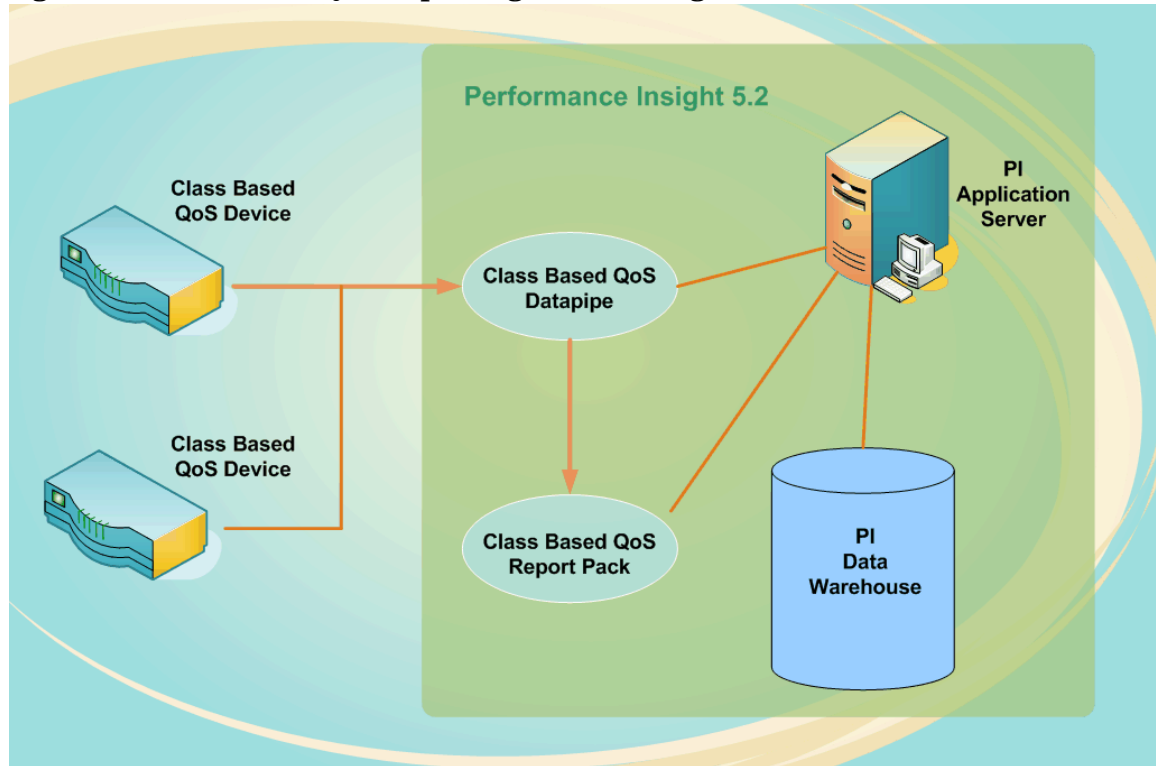 Performance Insight 5.2
Class Based
QoS Device
PI
Application
Server
Class Based QoS
Datapipe
Class Based
QoS Device
Class Based QoS
Report Pack
PI
Data
Warehouse